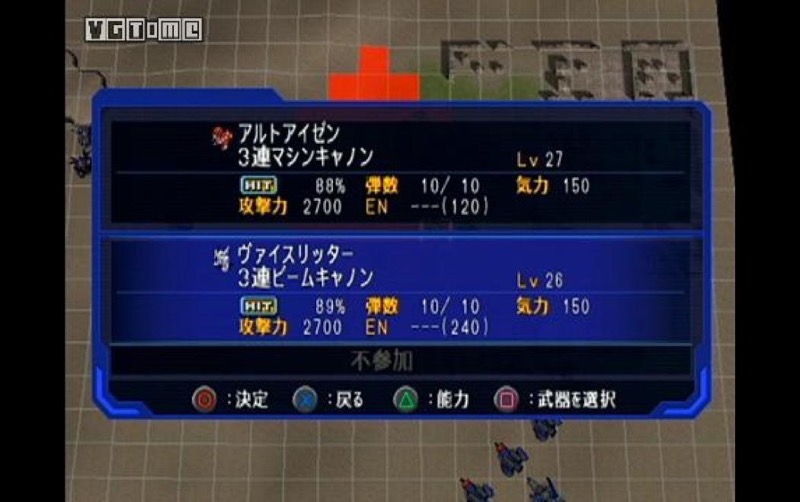 VGTIME
アルトアイゼン
3連マシンキャノン Lv 27
HIT 88% 弾数 10/ 10 気力 150
攻撃力 2700 EN ---(120)
ヴァイスリッター
3連ビームキャノン Lv 26
HIT 89% 弾数 10/ 10 気力 150
攻撃力 2700 EN ---(240)
不参加
:決定 :戻る :能力 :武器を選択